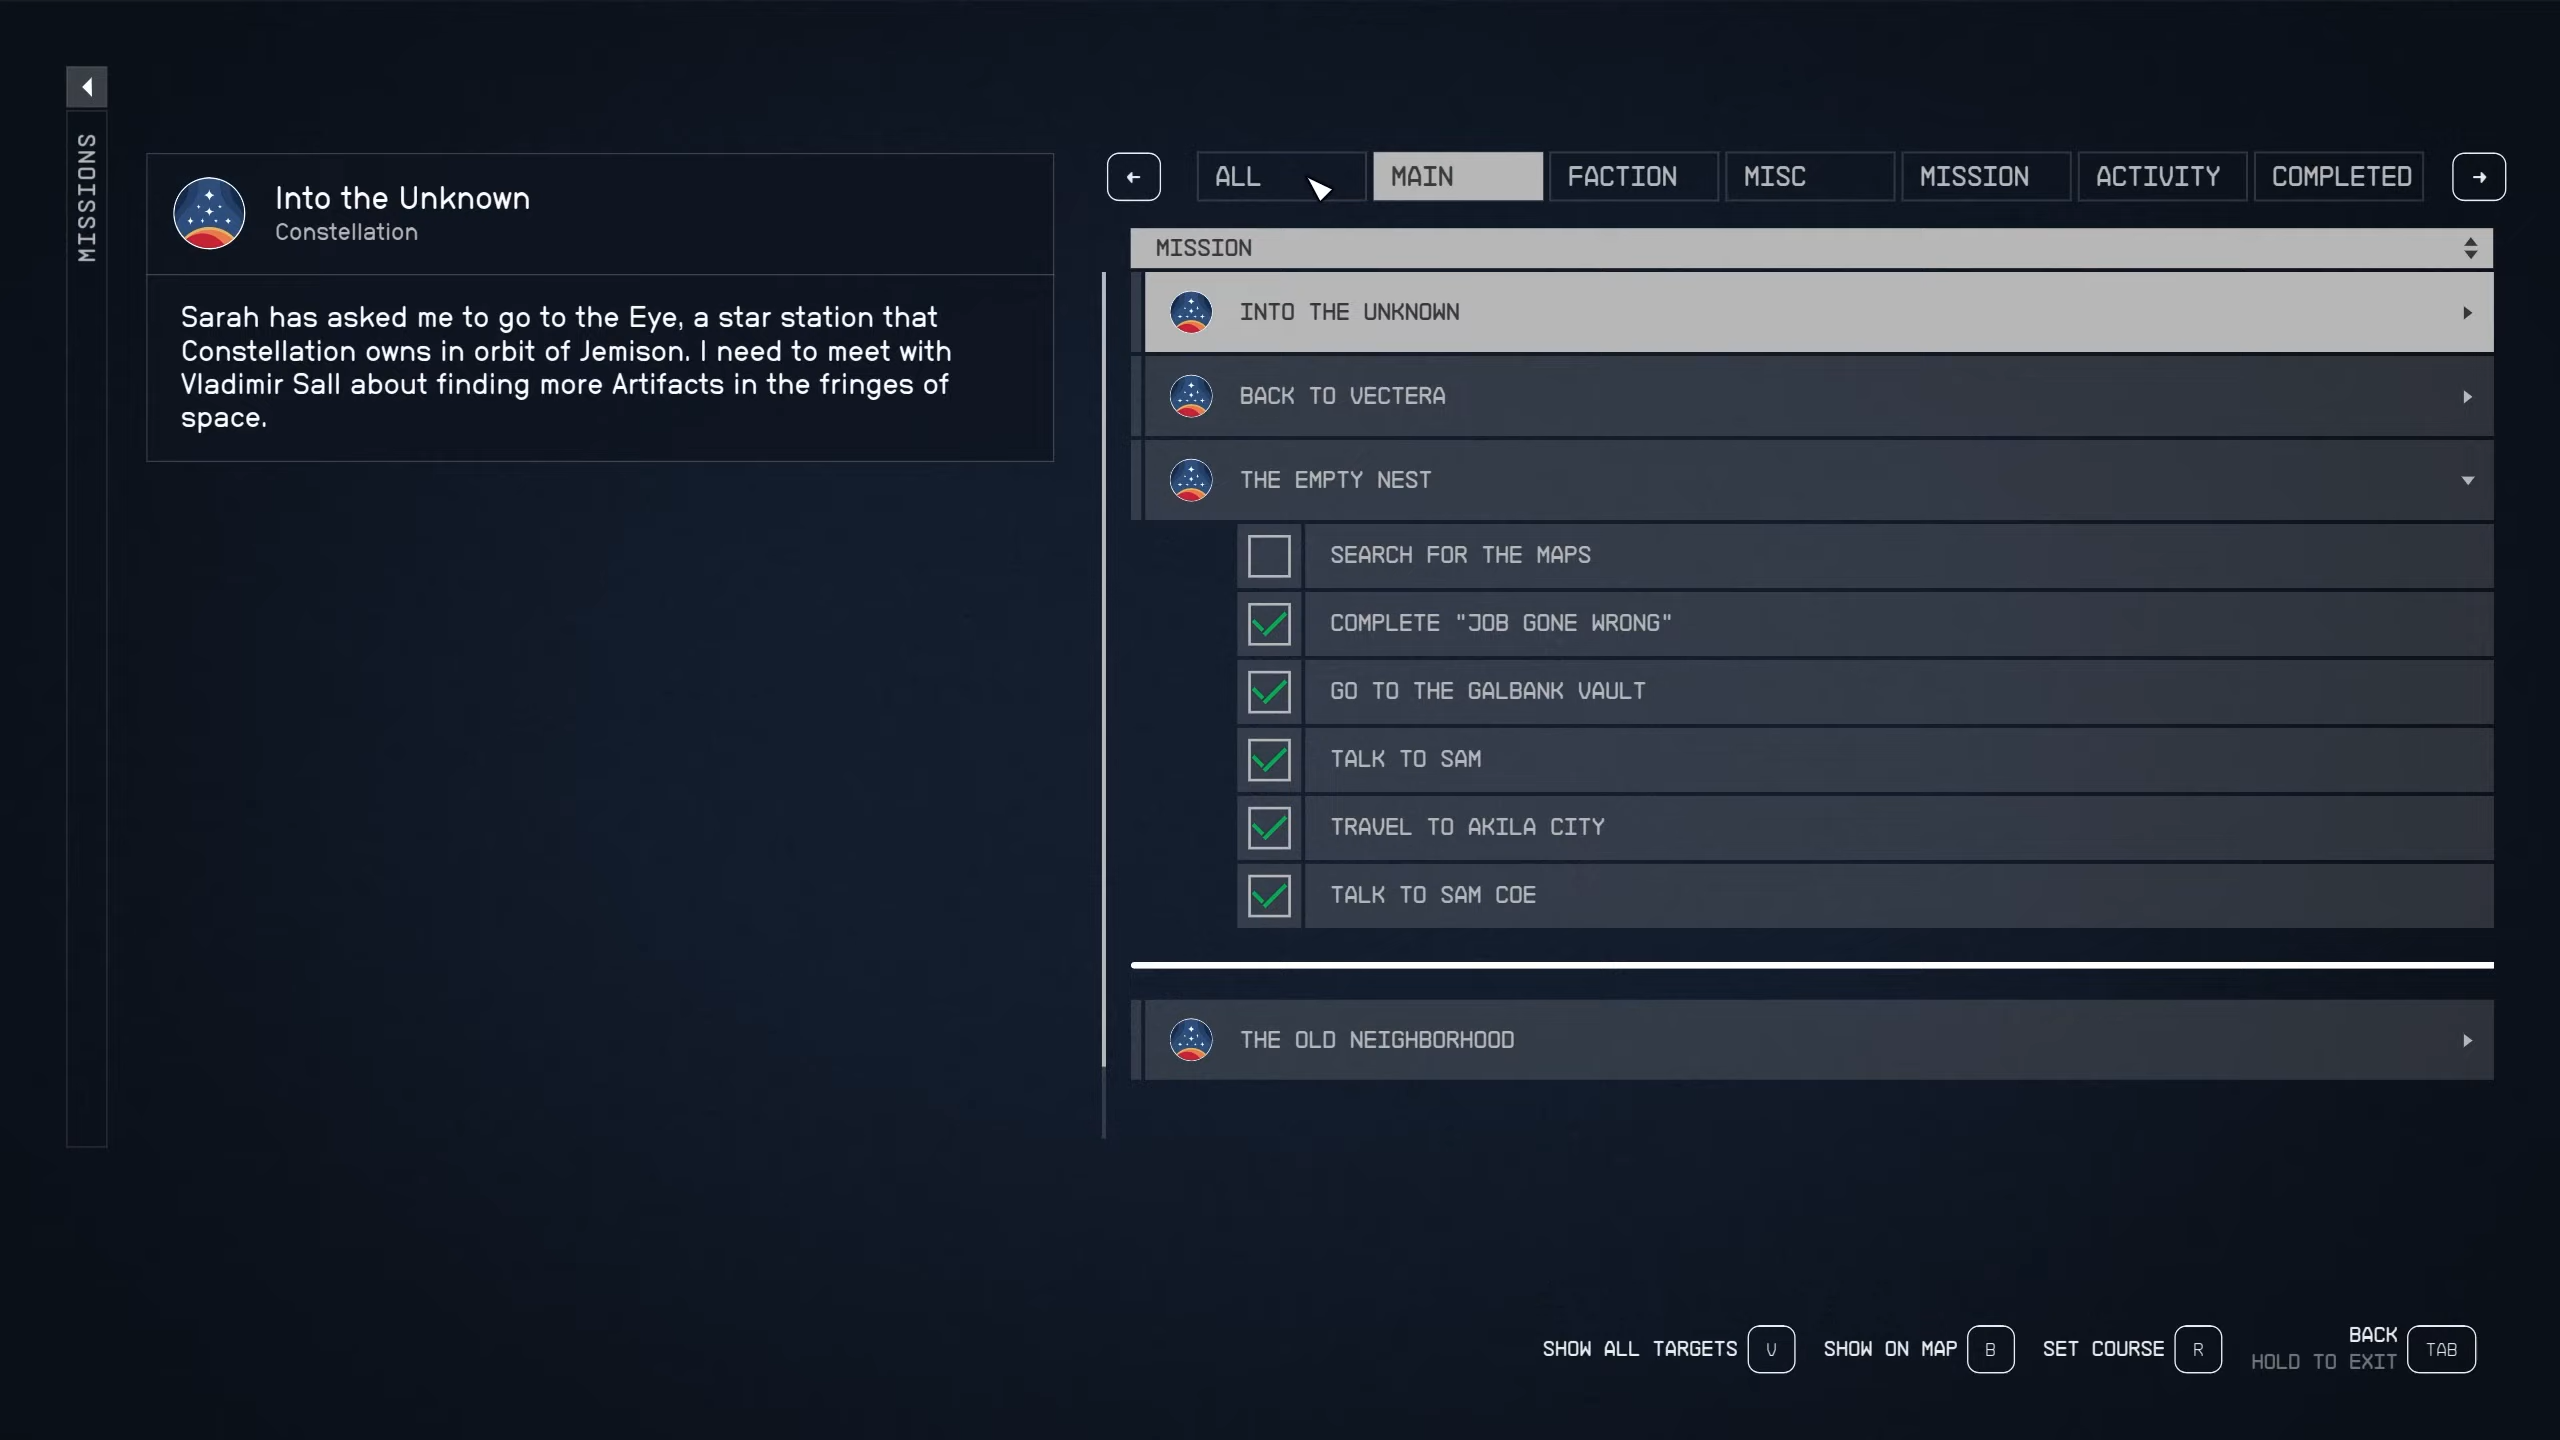 MISSIONS
Into the Unknown
Constellation
Sarah has asked me to go to the Eye, a star station that
Constellation owns in orbit of Jemison. I need to meet with
Vladimir Sall about finding more Artifacts in the fringes of
space.
ALL MAIN FACTION MISC MISSION ACTIVITY COMPLETED
MISSION
INTO THE UNKNOWN
BACK TO VECTERA
THE EMPTY NEST
SEARCH FOR THE MAPS
COMPLETE "JOB GONE WRONG"
GO TO THE GALBANK VAULT
TALK TO SAM
TRAVEL TO AKILA CITY
TALK TO SAM COE
THE OLD NEIGHBORHOOD
SHOW ALL TARGETS V SHOW ON MAP B SET COURSE R BACK TAB
HOLD TO EXIT